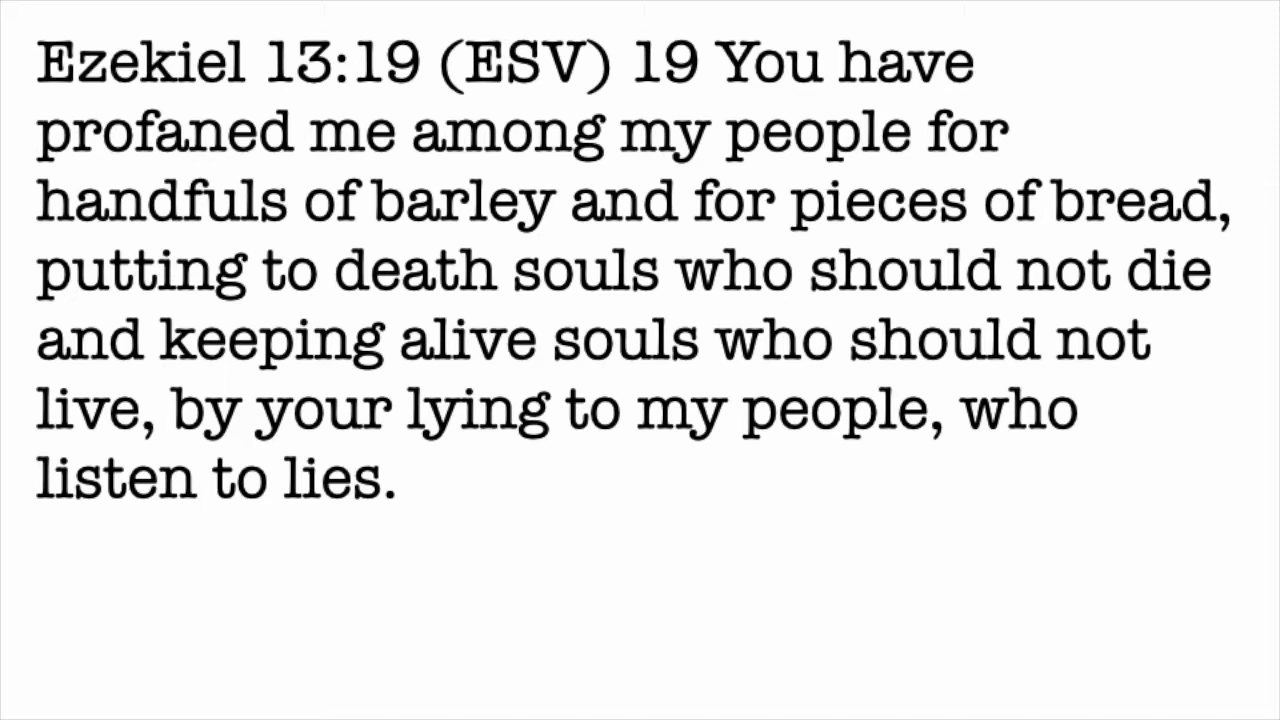 Ezekiel 13:19 (ESV) 19 You have
profaned me among my people for
handfuls of barley and for pieces of bread,
putting to death souls who should not die
and keeping alive souls who should not
live, by your lying to my people, who
listen to lies.